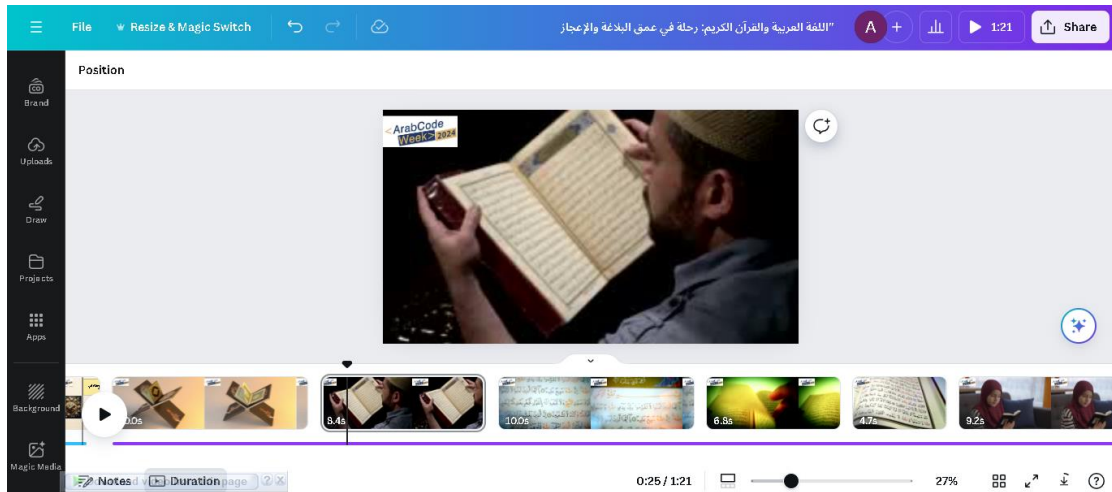 File
Resize & Magic Switch
"اللغة العربية والقرآن الكريم: رحلة في عمق البلاغة والإعجاز
A
+
1:21
Share
Position
Brand
Uploads
Draw
Projects
Apps
Background
Magic Media
<ArabCode
Week> 2024
8.4s
10.0s
6.8s
4.7s
9.2s
Notes
Duration
0:25 / 1:21
27%